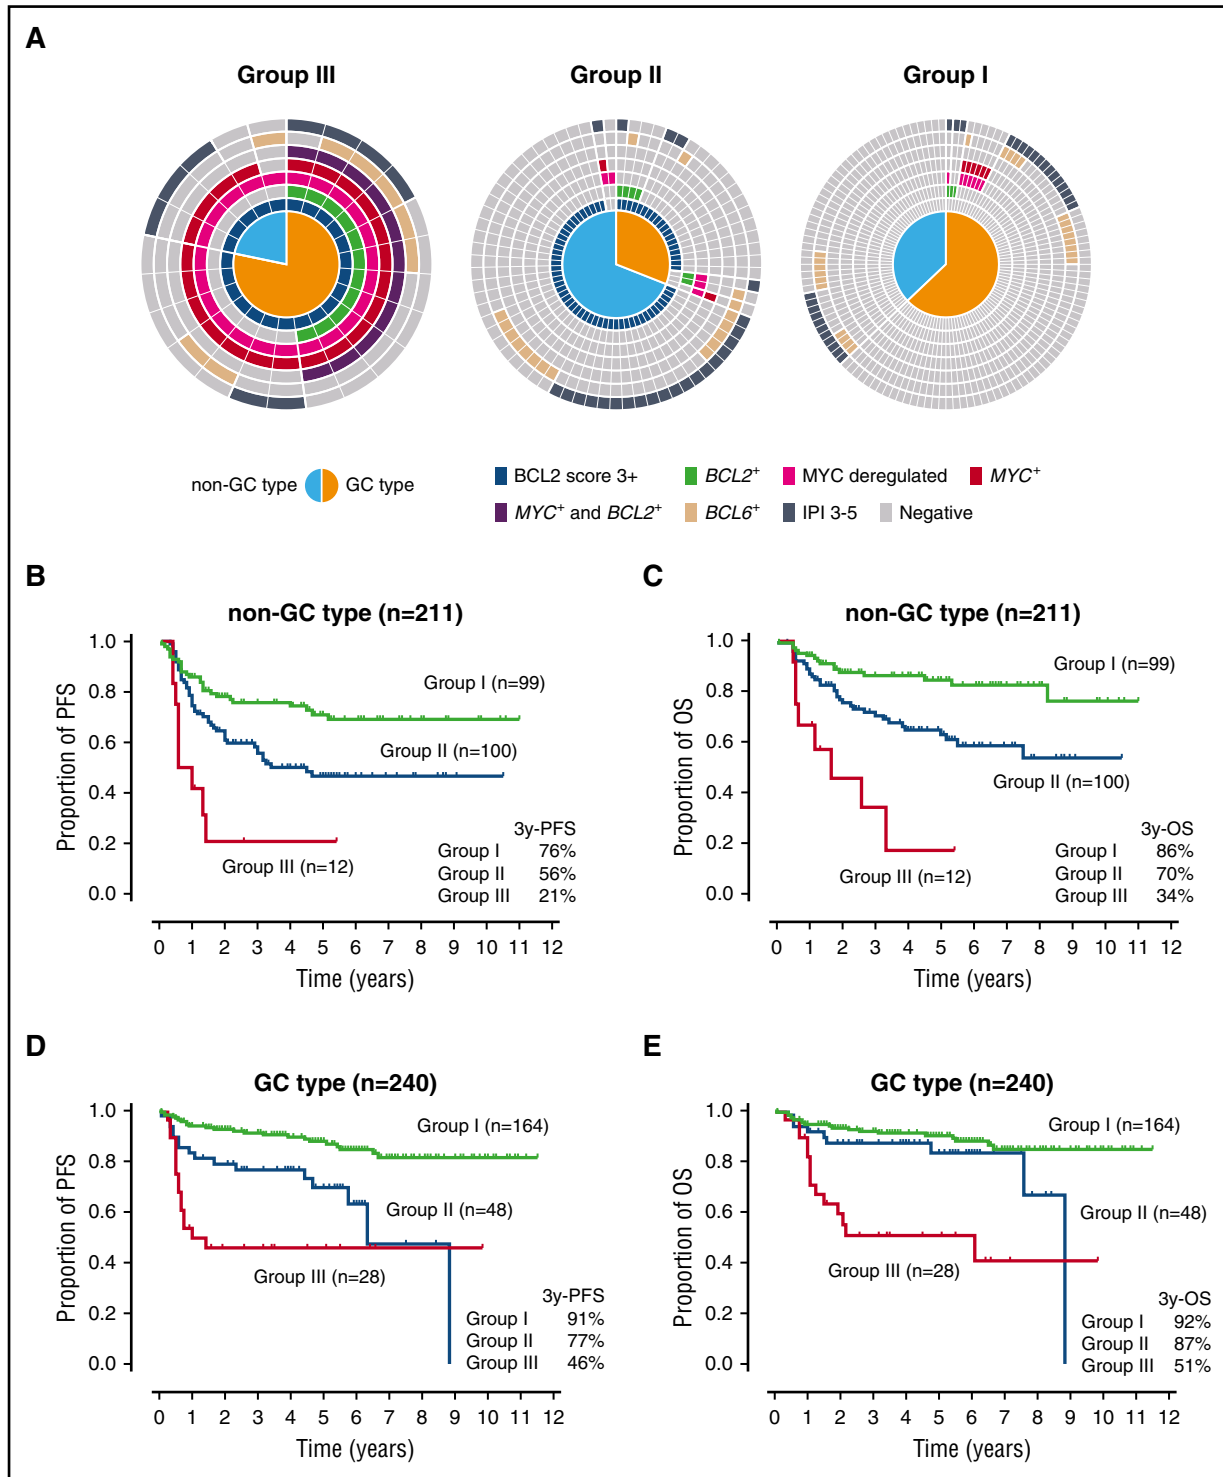 A
Group III
Group II
Group I
non-GC type
GC type
BCL2 score 3+
BCL2+
MYC deregulated
MYC+
MYC+ and BCL2+
BCL6+
IPI 3-5
Negative
B
non-GC type (n=211)
Proportion of PFS
1.0
0.8
0.6
0.4
0.2
0.0
Group I (n=99)
Group II (n=100)
Group III (n=12)
3y-PFS
Group I 76%
Group II 56%
Group III 21%
0 1 2 3 4 5 6 7 8 9 10 11 12
Time (years)
C
non-GC type (n=211)
Proportion of OS
1.0
0.8
0.6
0.4
0.2
0.0
Group I (n=99)
Group II (n=100)
Group III (n=12)
3y-OS
Group I 86%
Group II 70%
Group III 34%
0 1 2 3 4 5 6 7 8 9 10 11 12
Time (years)
D
GC type (n=240)
Proportion of PFS
1.0
0.8
0.6
0.4
0.2
0.0
Group I (n=164)
Group II (n=48)
Group III (n=28)
3y-PFS
Group I 91%
Group II 77%
Group III 46%
0 1 2 3 4 5 6 7 8 9 10 11 12
Time (years)
E
GC type (n=240)
Proportion of OS
1.0
0.8
0.6
0.4
0.2
0.0
Group I (n=164)
Group II (n=48)
Group III (n=28)
3y-OS
Group I 92%
Group II 87%
Group III 51%
0 1 2 3 4 5 6 7 8 9 10 11 12
Time (years)